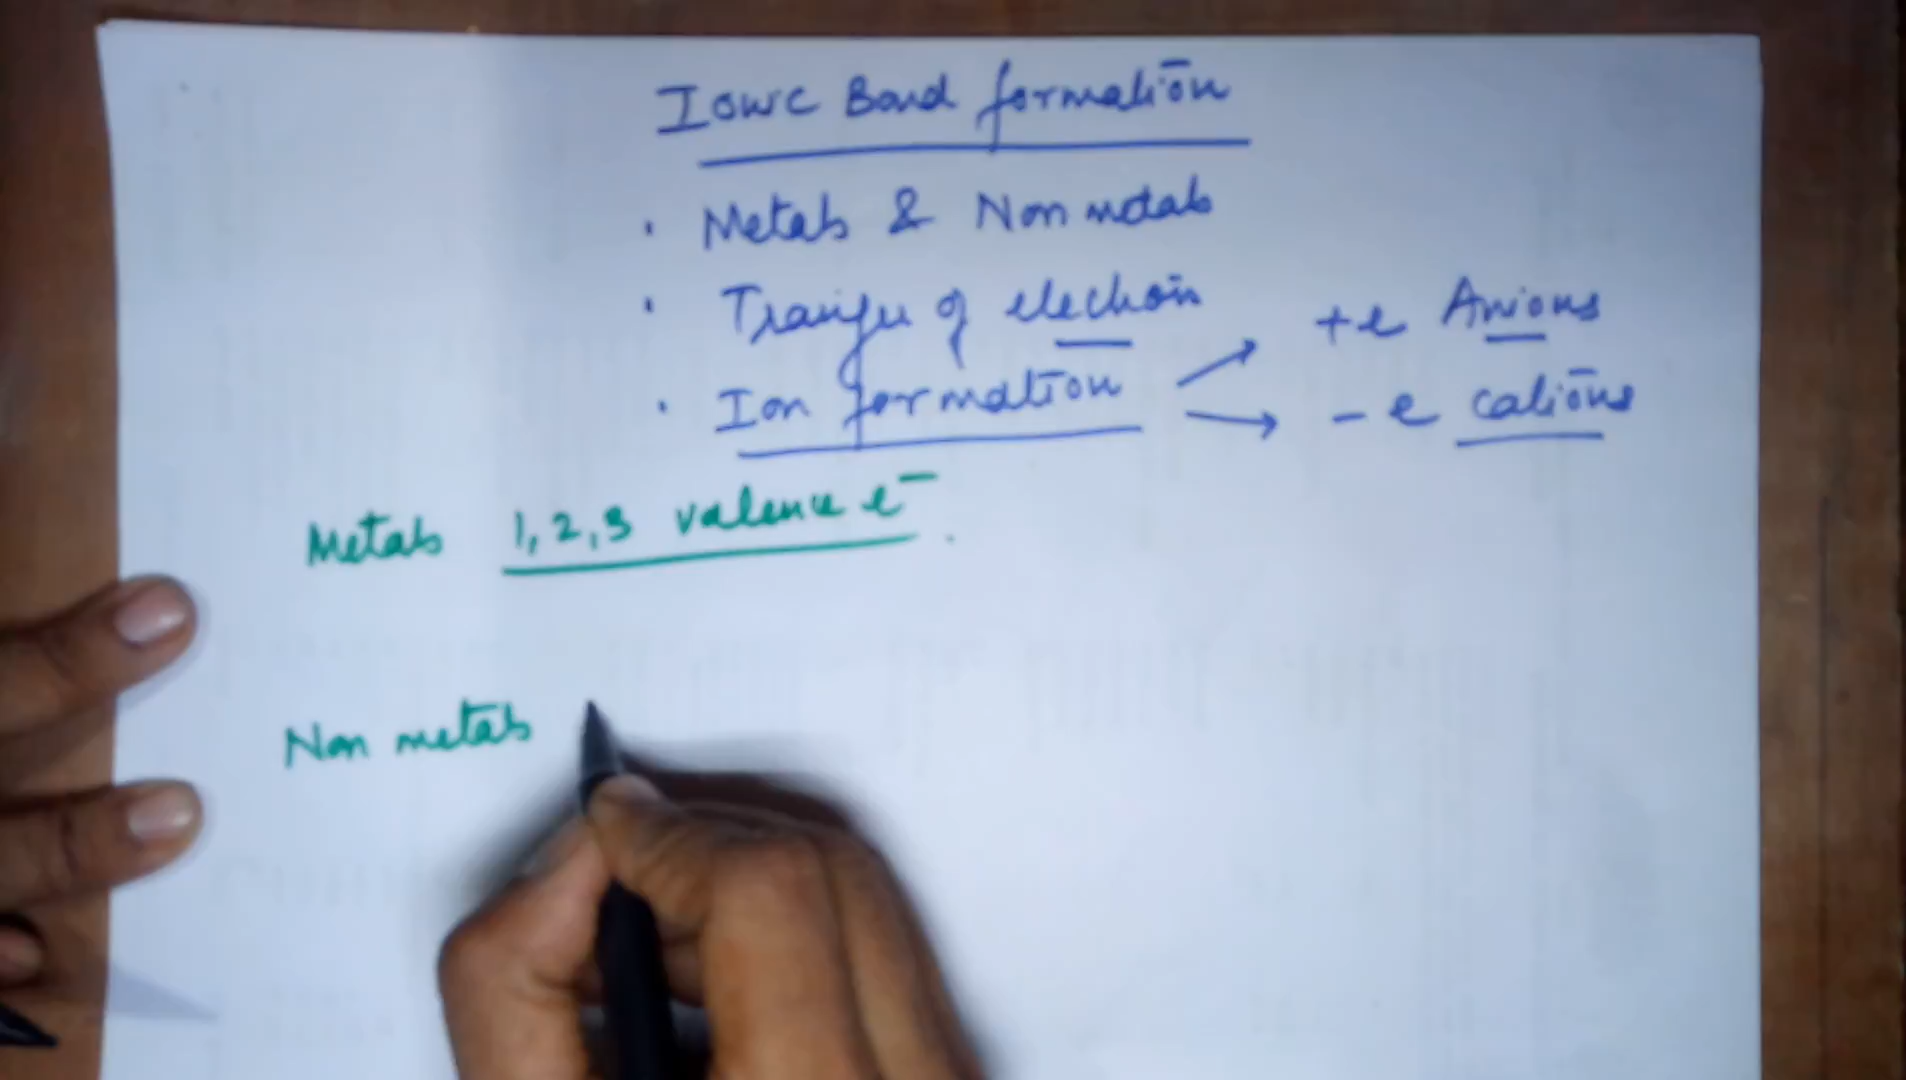 Ionic Bond formation
· Metals & Non metals
· Transfer of electron
+e Anions
· Ion formation
- e cations
Metals 1, 2, 3 valence e⁻ .
Non metals